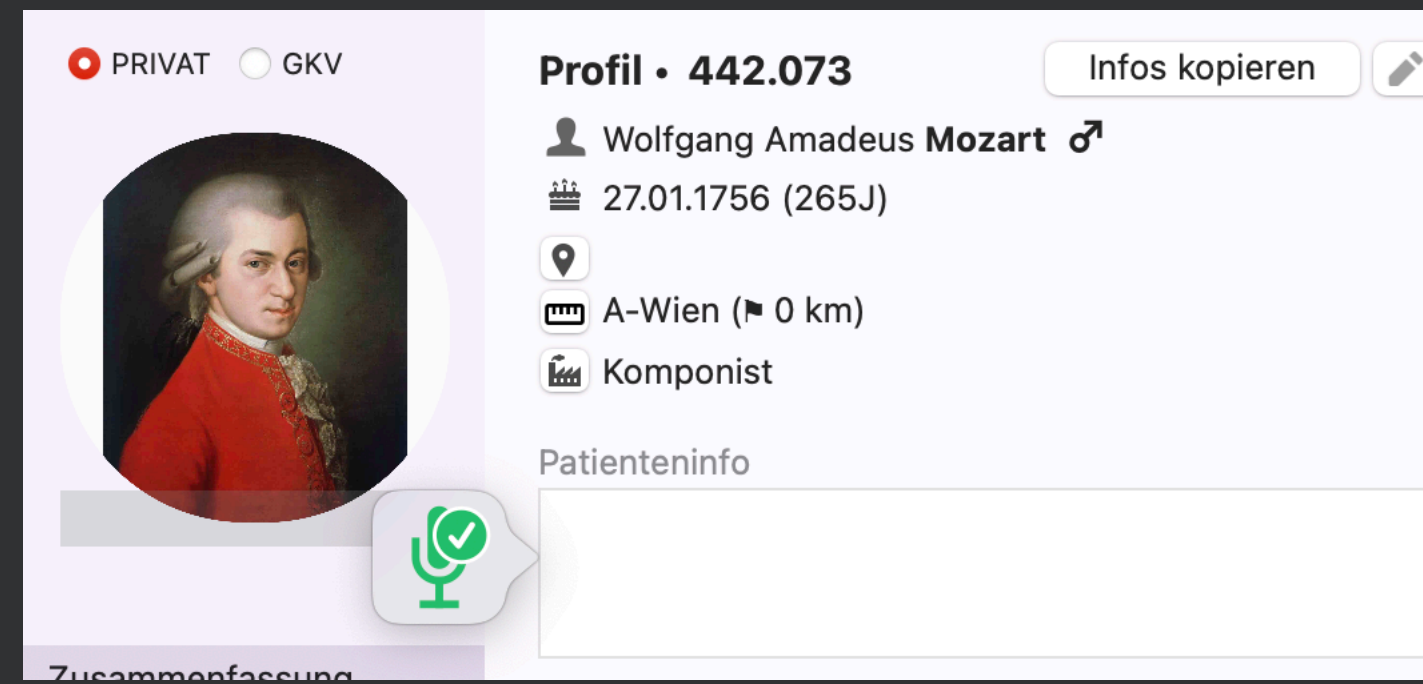 PRIVAT GKV
Profil • 442.073
Infos kopieren
Wolfgang Amadeus Mozart ♂
27.01.1756 (265J)
A-Wien (⚑ 0 km)
Komponist
Patienteninfo
Zusammenfassung